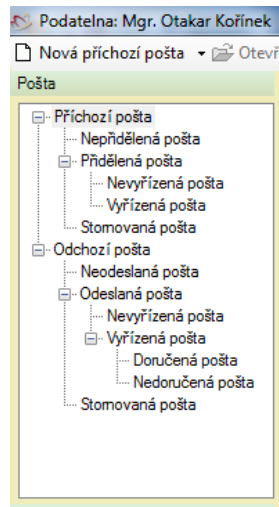 Podatelna: Mgr. Otakar Kořínek
Nová příchozí pošta Otevř
Pošta
Příchozí pošta
Nepřidělená pošta
Přidělená pošta
Nevyřízená pošta
Vyřízená pošta
Stornovaná pošta
Odchozí pošta
Neodeslaná pošta
Odeslaná pošta
Nevyřízená pošta
Vyřízená pošta
Doručená pošta
Nedoručená pošta
Stornovaná pošta